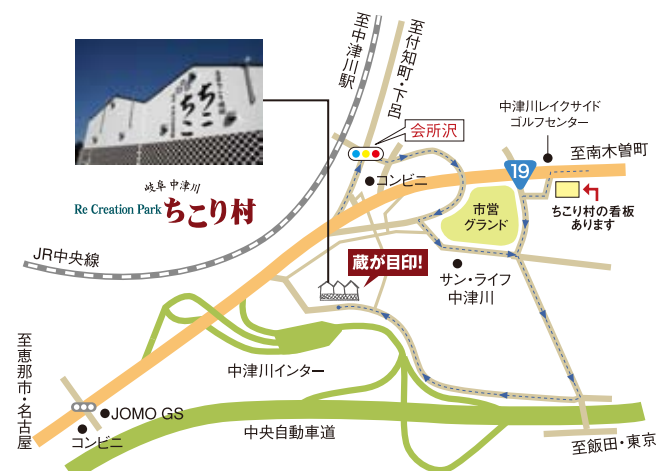 至中津川駅
至付知町・下呂
会所沢
中津川レイクサイド
ゴルフセンター
至南木曽町
19
コンビニ
市営
グランド
ちこり村の看板
あります
岐阜 中津川
Re Creation Park ちこり村
JR中央線
蔵が目印!
サン・ライフ
中津川
中津川インター
至恵那市・名古屋
JOMO GS
コンビニ
中央自動車道
至飯田・東京
ちこ
ちこ